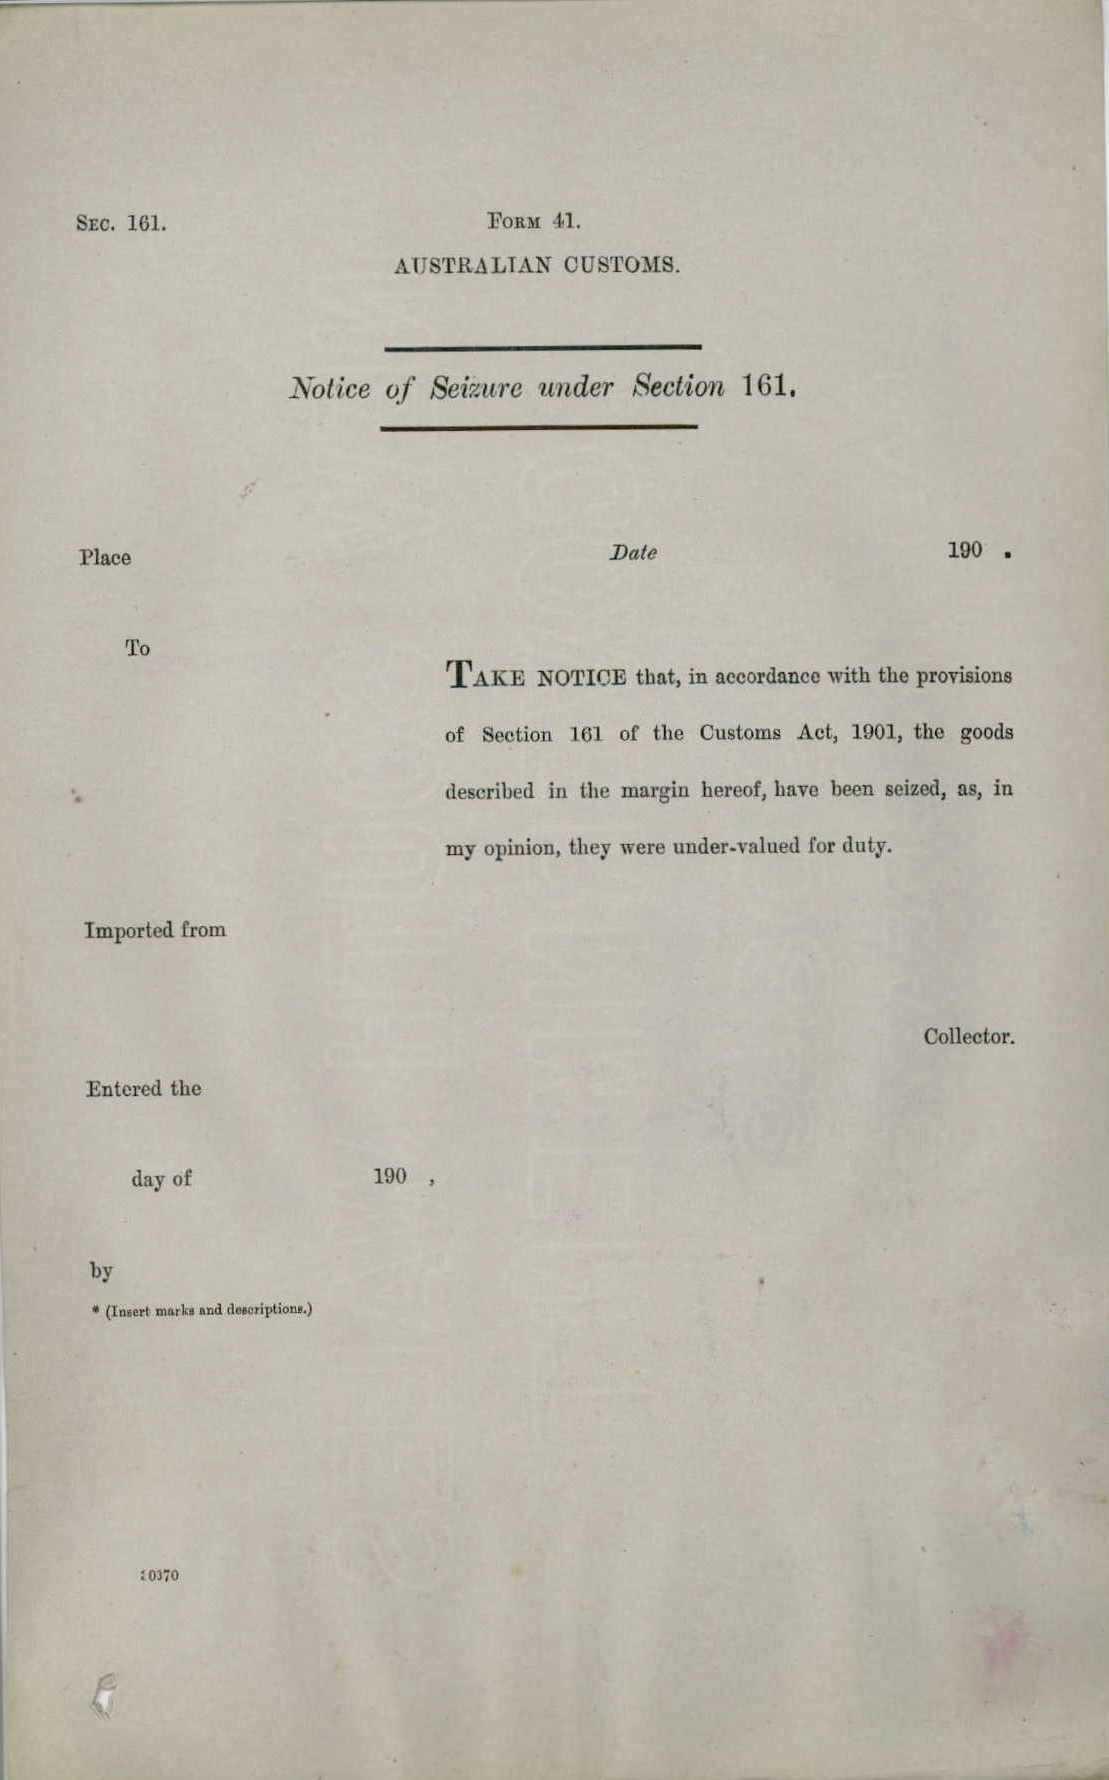 SEC. 161.
FORM 41.
AUSTRALIAN CUSTOMS.
Notice of Seizure under Section 161.
Place Date 190 .
To
TAKE NOTICE that, in accordance with the provisions
of Section 161 of the Customs Act, 1901, the goods
described in the margin hereof, have been seized, as, in
my opinion, they were under-valued for duty.
Imported from
Collector.
Entered the
day of 190 ,
by
* (Insert marks and descriptions.)